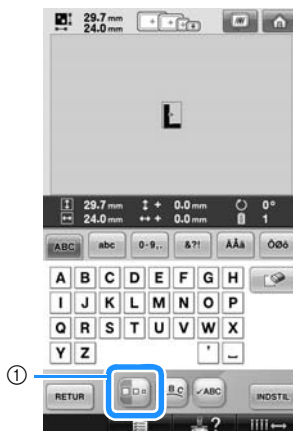 29.7 mm
24.0 mm
L
29.7 mm + 0.0 mm 0°
24.0 mm + 0.0 mm 1
ABC abc 0-9,. &?! ÄÅä ÔØò
A B C D E F G H
I J K L M N O P
Q R S T U V W X
Y Z ' _
① RETUR B C ✓ABC INDSTIL
?